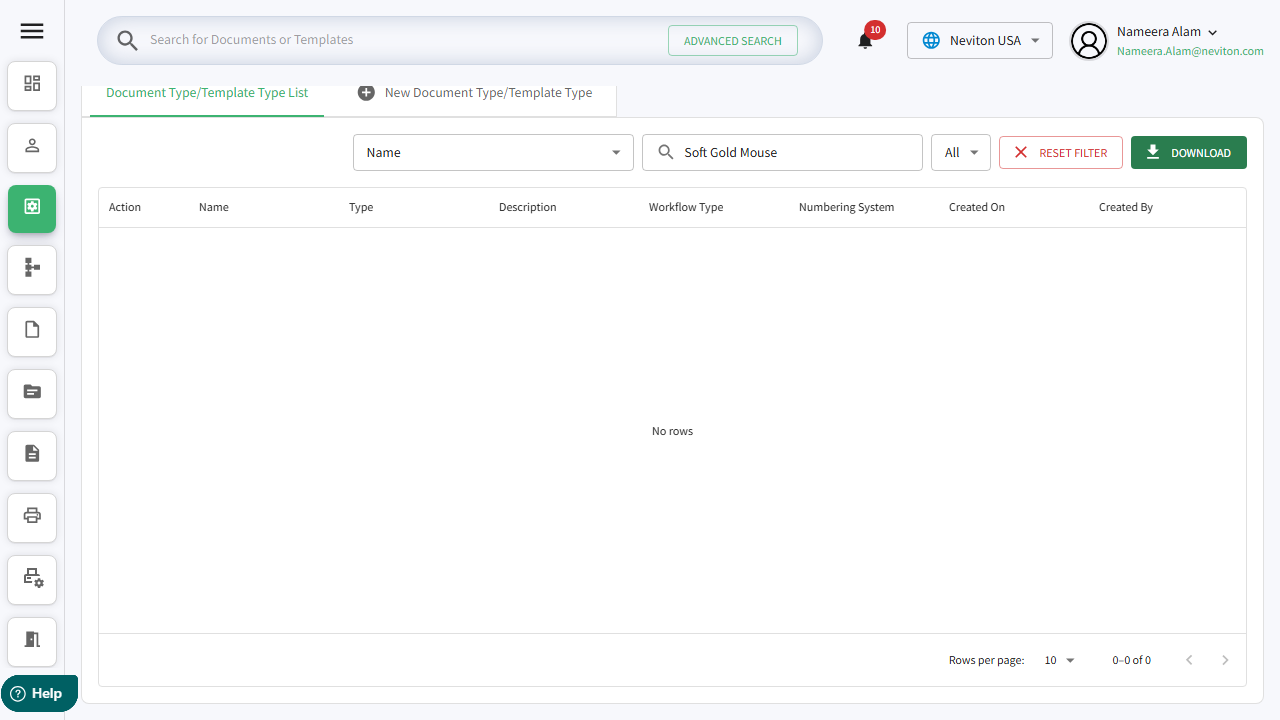 Search for Documents or Templates
ADVANCED SEARCH
10
Neviton USA
Nameera Alam
Nameera.Alam@neviton.com
Document Type/Template Type List
New Document Type/Template Type
Name
Soft Gold Mouse
All
RESET FILTER
DOWNLOAD
Action
Name
Type
Description
Workflow Type
Numbering System
Created On
Created By
No rows
Rows per page:
10
0–0 of 0
Help